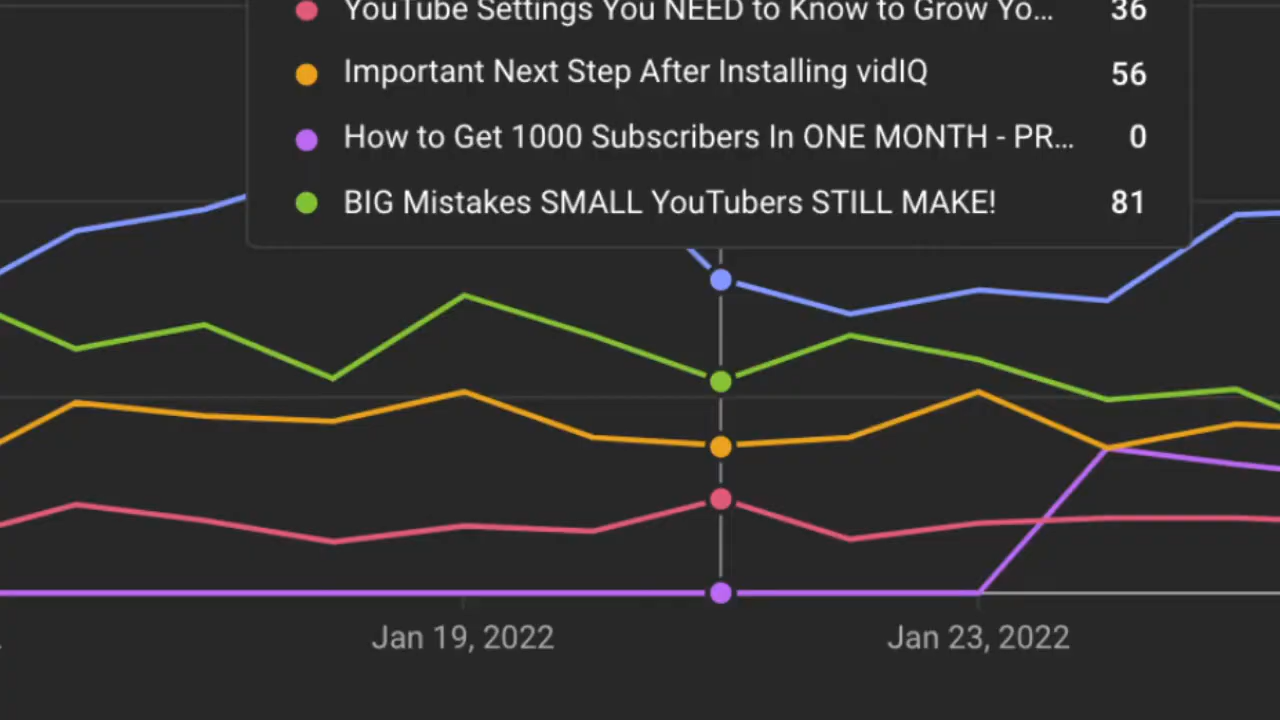 YouTube Settings You NEED to Know to Grow Yo... 36
Important Next Step After Installing vidIQ 56
How to Get 1000 Subscribers In ONE MONTH - PR... 0
BIG Mistakes SMALL YouTubers STILL MAKE! 81
Jan 19, 2022 Jan 23, 2022